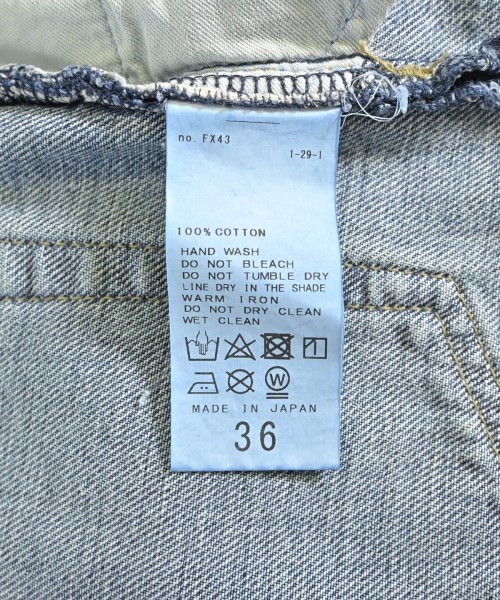 no. FX43
1-29-1
100% COTTON
HAND WASH
DO NOT BLEACH
DO NOT TUMBLE DRY
LINE DRY IN THE SHADE
WARM IRON
DO NOT DRY CLEAN
WET CLEAN
W
MADE IN JAPAN
36